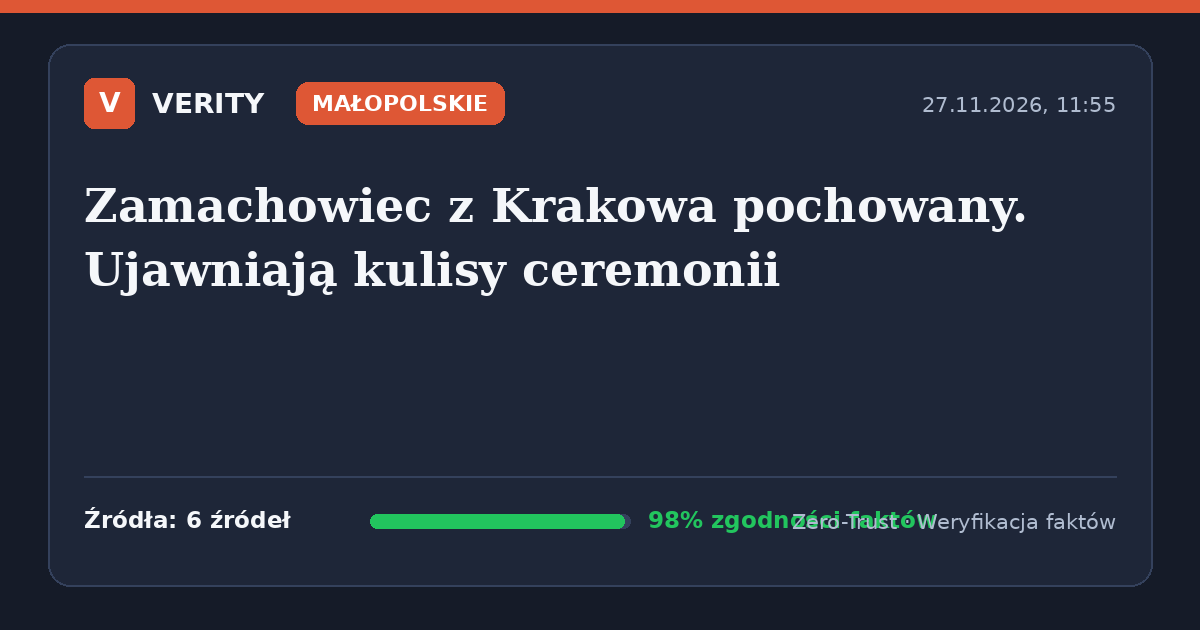 V VERITY MAŁOPOLSKIE 27.11.2026, 11:55
Zamachowiec z Krakowa pochowany.
Ujawniają kulisy ceremonii
Źródła: 6 źródeł 98% zgodności faktów Zero-Trust · Weryfikacja faktów